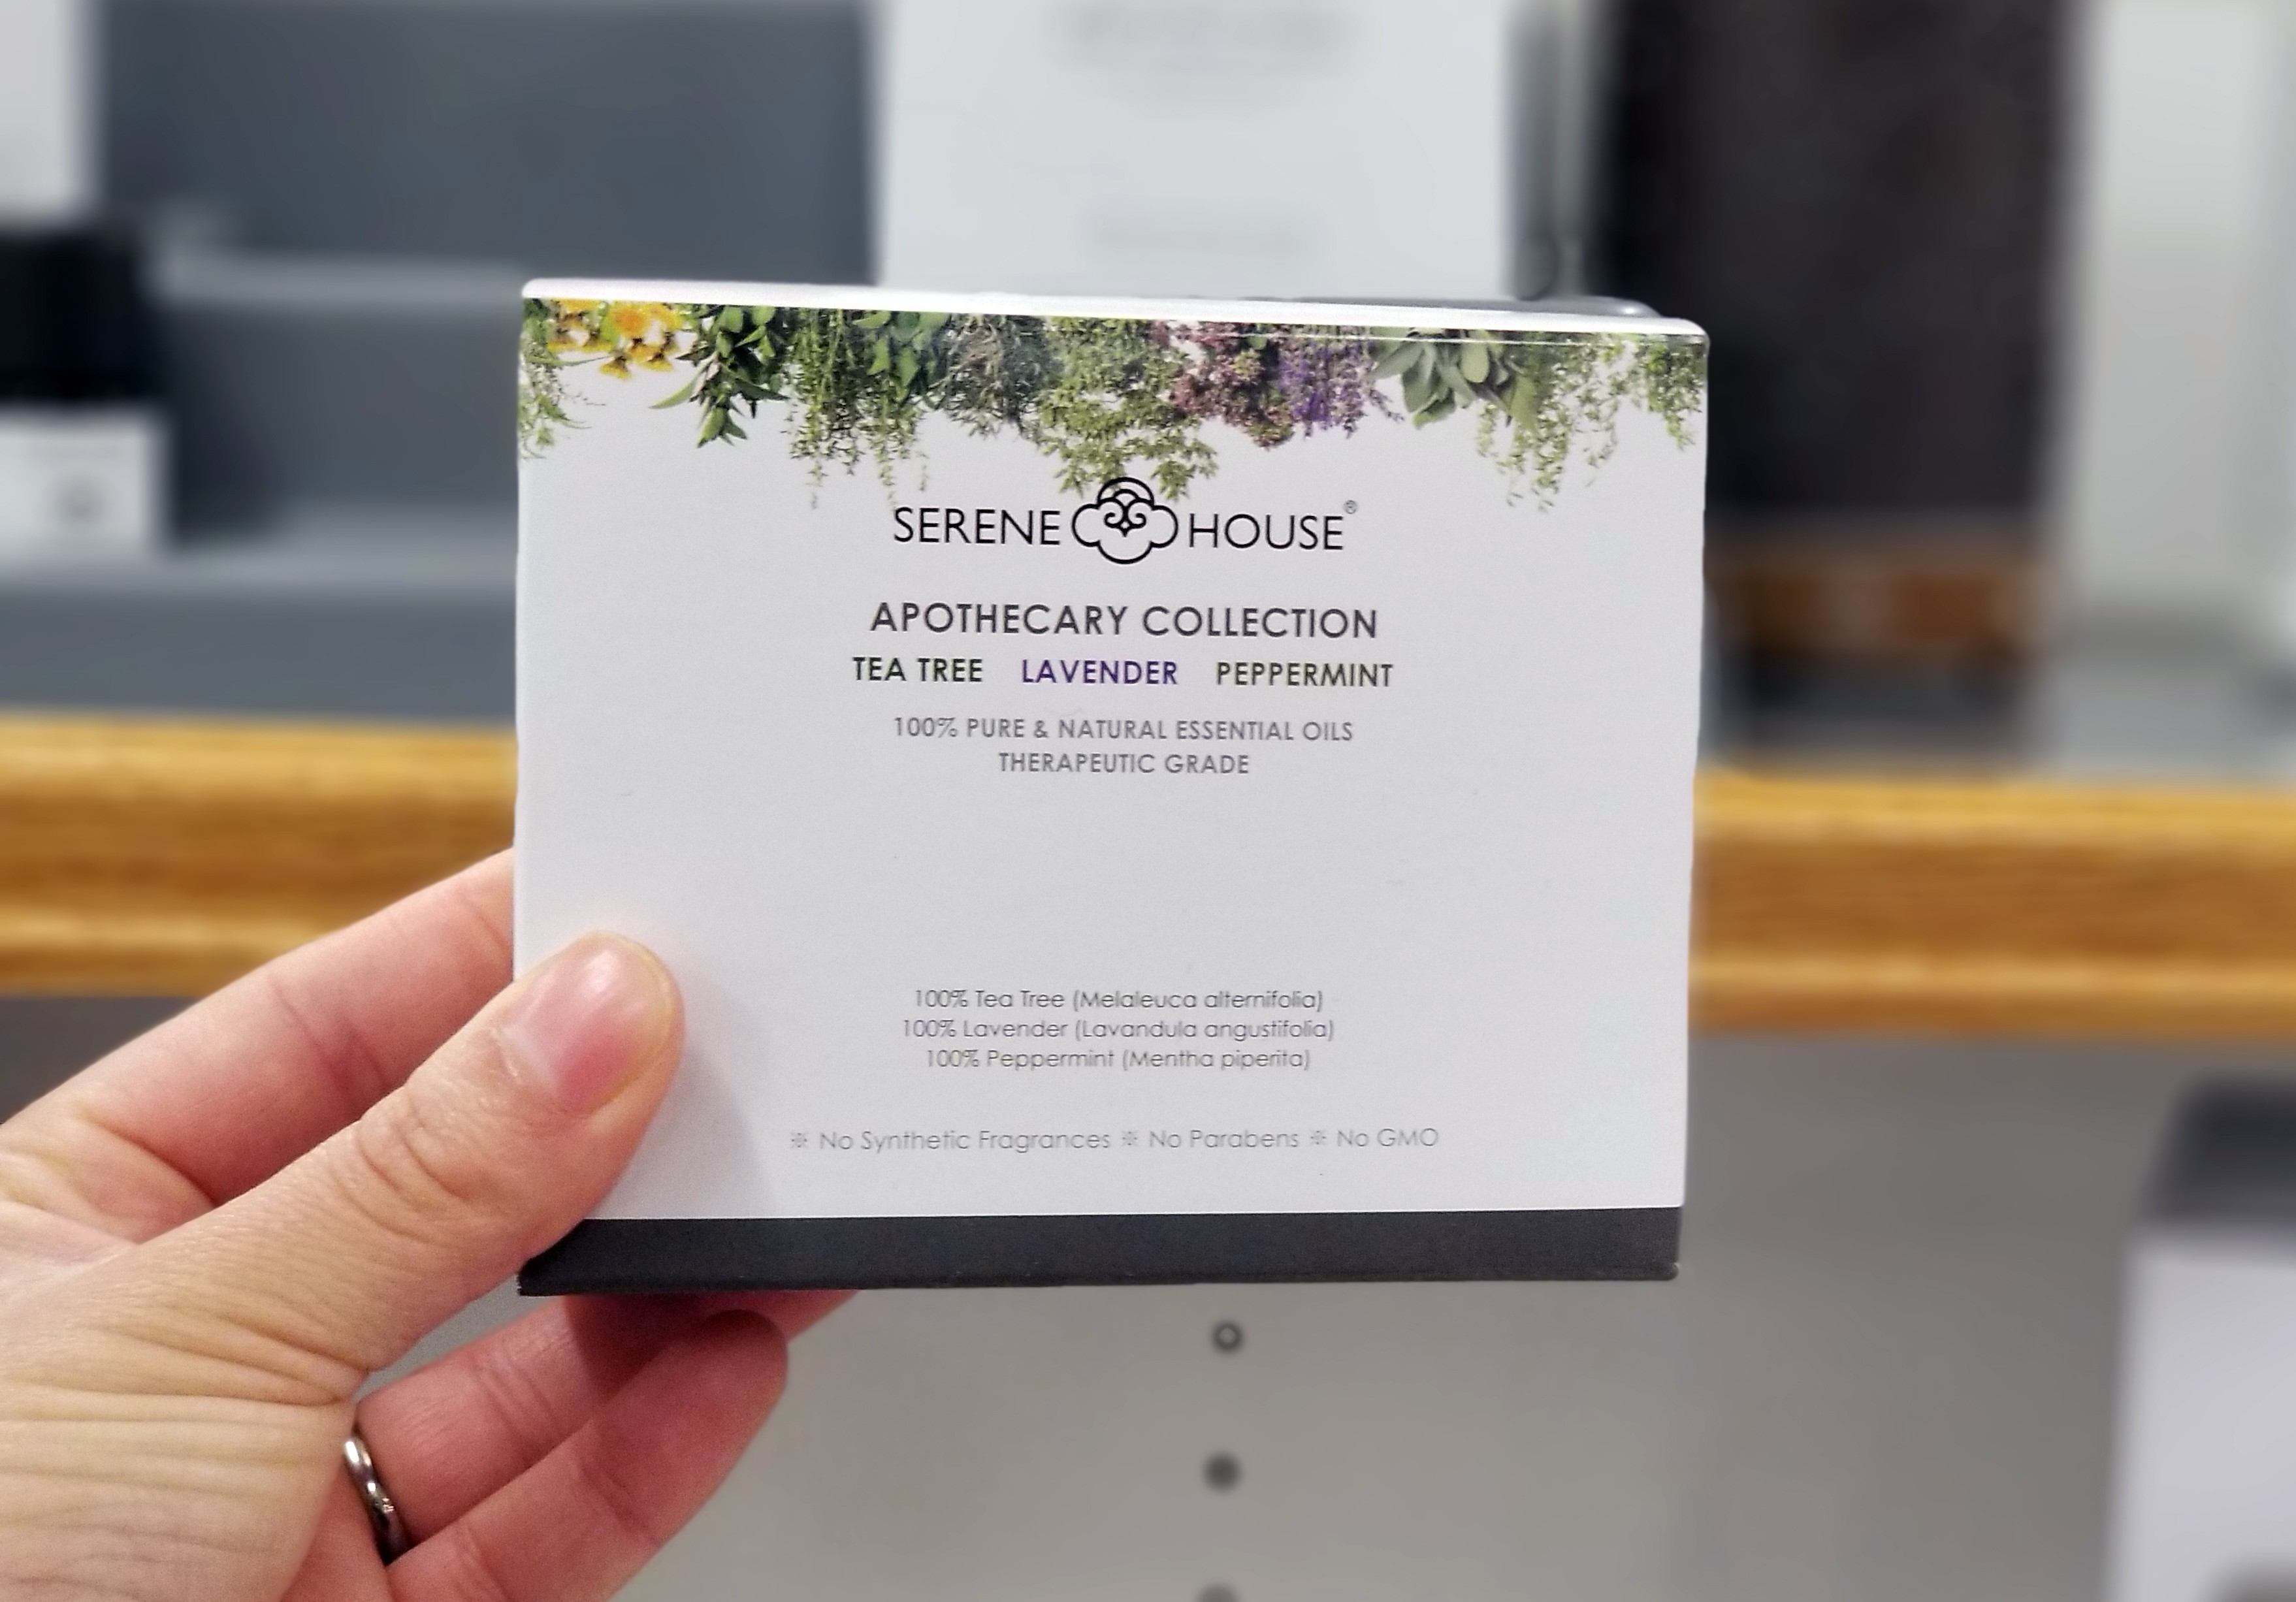 SERENE HOUSE®
APOTHECARY COLLECTION
TEA TREE LAVENDER PEPPERMINT
100% PURE & NATURAL ESSENTIAL OILS
THERAPEUTIC GRADE
100% Tea Tree (Melaleuca alternifolia)
100% Lavender (Lavandula angustifolia)
100% Peppermint (Mentha piperita)
※ No Synthetic Fragrances ※ No Parabens ※ No GMO